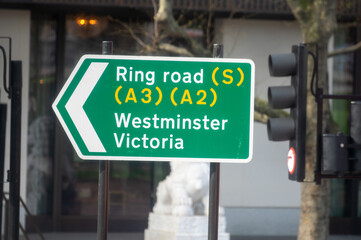 Ring road (S)
(A3) (A2)
Westminster
Victoria